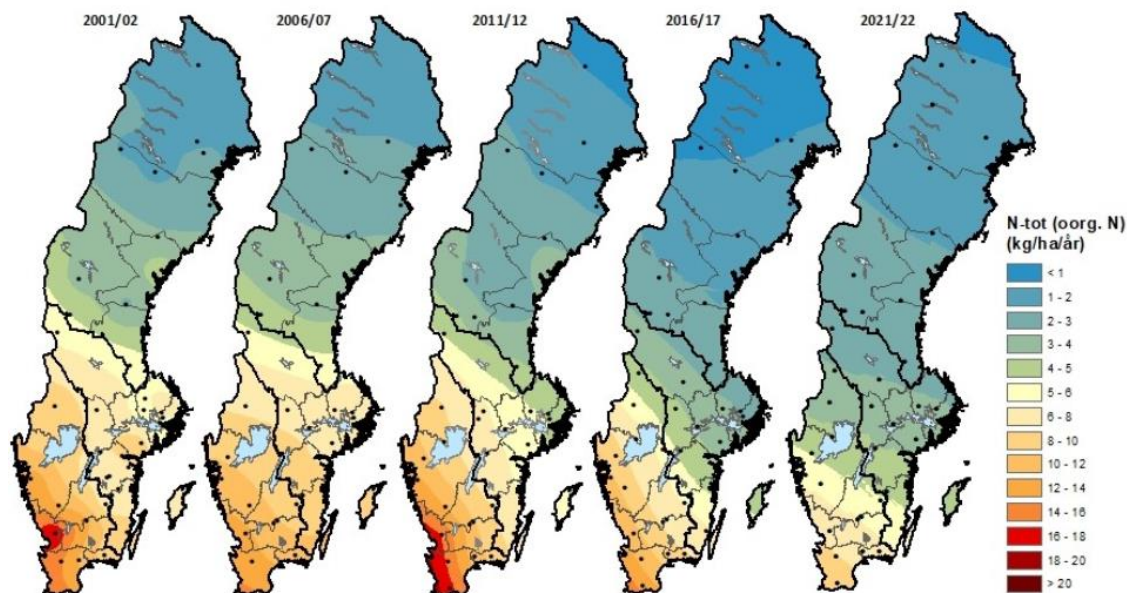 2001/02 2006/07 2011/12 2016/17 2021/22
N-tot (oorg. N)
(kg/ha/år)
< 1
1 - 2
2 - 3
3 - 4
4 - 5
5 - 6
6 - 8
8 - 10
10 - 12
12 - 14
14 - 16
16 - 18
18 - 20
> 20